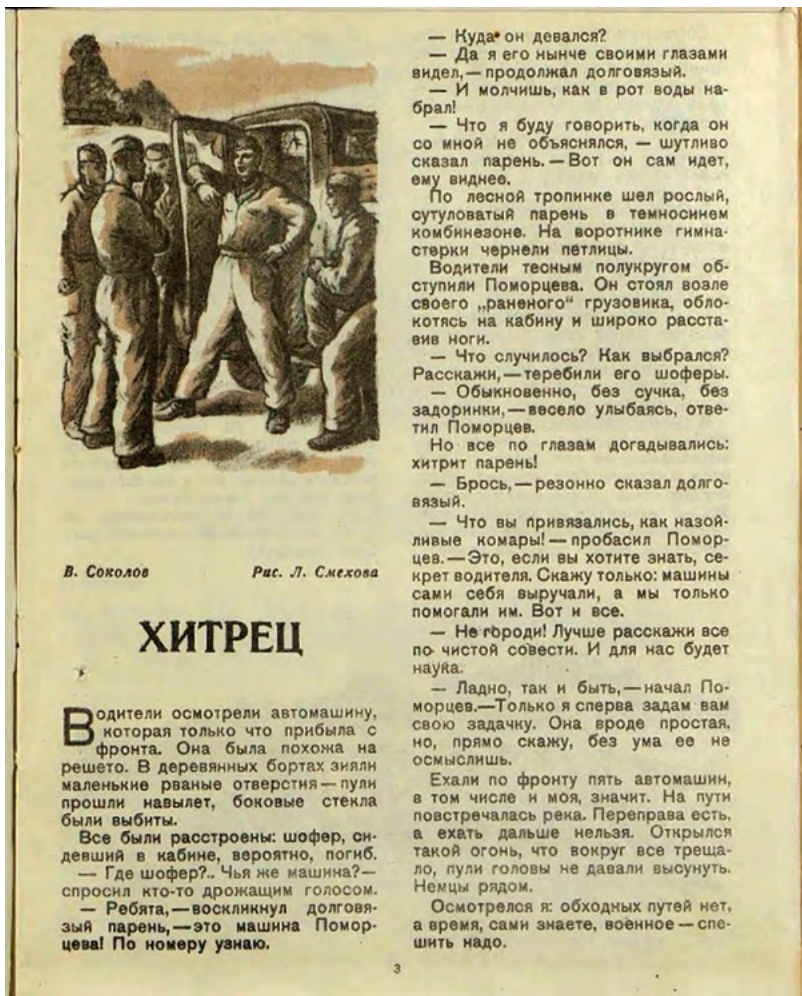 В. Соколов
Рис. Л. Смехова
ХИТРЕЦ
Водители осмотрели автомашину,
которая только что прибыла с
фронта. Она была похожа на
решето. В деревянных бортах зияли
маленькие рваные отверстия — пули
прошли навылет, боковые стекла
были выбиты.
Все были расстроены: шофер, си-
девший в кабине, вероятно, погиб.
— Где шофер?.. Чья же машина?—
спросил кто-то дрожащим голосом.
— Ребята,— воскликнул долговя-
зый парень,— это машина Помор-
цева! По номеру узнаю.
— Куда он девался?
— Да я его нынче своими глазами
видел,— продолжал долговязый.
— И молчишь, как в рот воды на-
брал!
— Что я буду говорить, когда он
со мной не объяснялся, — шутливо
сказал парень.— Вот он сам идет,
ему виднее.
По лесной тропинке шел рослый,
сутуловатый парень в темносинем
комбинезоне. На воротнике гимна-
стерки чернели петлицы.
Водители тесным полукругом об-
ступили Поморцева. Он стоял возле
своего „раненого“ грузовика, обло-
котясь на кабину и широко расста-
вив ноги.
— Что случилось? Как выбрался?
Расскажи,— теребили его шоферы.
— Обыкновенно, без сучка, без
задоринки,— весело улыбаясь, отве-
тил Поморцев.
Но все по глазам догадывались:
хитрит парень!
— Брось,— резонно сказал долго-
вязый.
— Что вы привязались, как назой-
ливые комары! — пробасил Помор-
цев.— Это, если вы хотите знать, се-
крет водителя. Скажу только: машины
сами себя выручали, а мы только
помогали им. Вот и все.
— Не городи! Лучше расскажи все
по чистой совести. И для нас будет
наука.
— Ладно, так и быть,— начал По-
морцев.— Только я сперва задам вам
свою задачку. Она вроде простая,
но, прямо скажу, без ума ее не
осмыслишь.
Ехали по фронту пять автомашин,
в том числе и моя, значит. На пути
повстречалась река. Переправа есть,
а ехать дальше нельзя. Открылся
такой огонь, что вокруг все треща-
ло, пули головы не давали высунуть.
Немцы рядом.
Осмотрелся я: обходных путей нет,
а время, сами знаете, военное — спе-
шить надо.
3